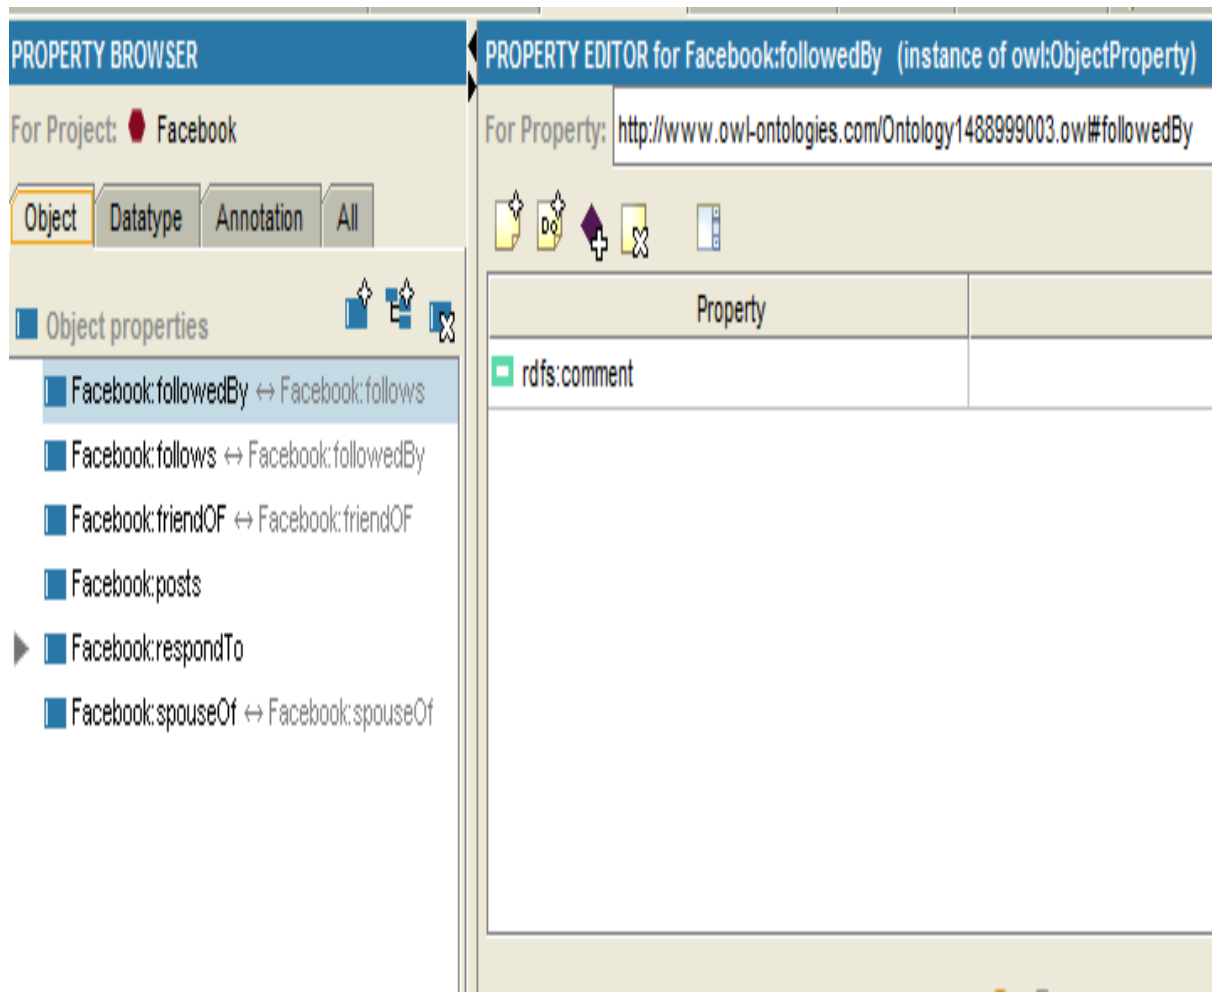 PROPERTY BROWSER
For Project: Facebook
Object Datatype Annotation All
Object properties
Facebook:followedBy ↔ Facebook:follows
Facebook:follows ↔ Facebook:followedBy
Facebook:friendOF ↔ Facebook:friendOF
Facebook:posts
Facebook:respondTo
Facebook:spouseOf ↔ Facebook:spouseOf
PROPERTY EDITOR for Facebook:followedBy (instance of owl:ObjectProperty)
For Property: http://www.owl-ontologies.com/Ontology1488999003.owl#followedBy
Do
Property
rdfs:comment